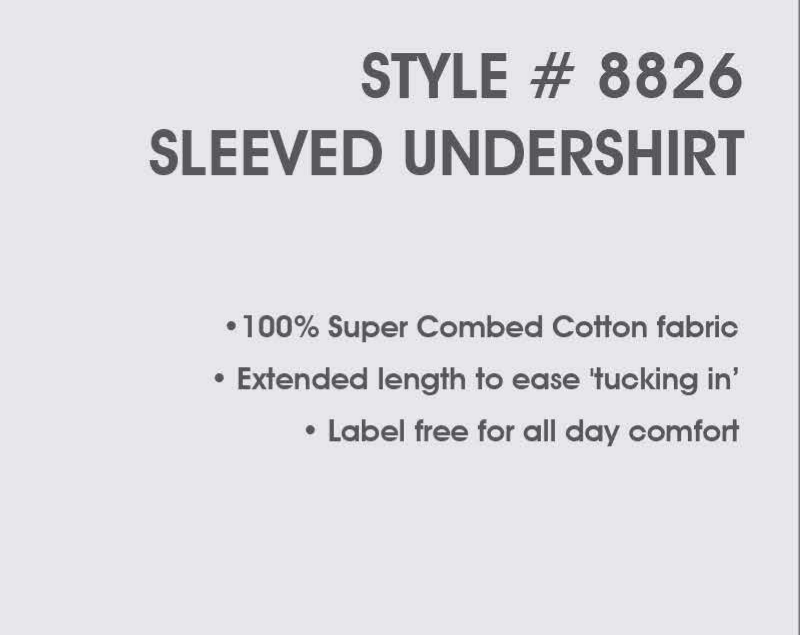 STYLE # 8826
SLEEVED UNDERSHIRT
•100% Super Combed Cotton fabric
• Extended length to ease 'tucking in’
• Label free for all day comfort